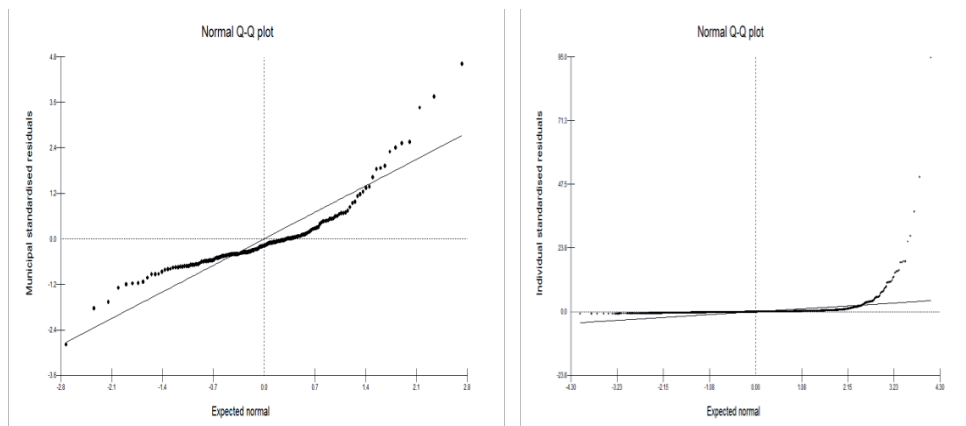 Normal Q-Q plot
Municipal standardised residuals
4.8
3.6
2.4
1.2
0.0
-1.2
-2.4
-3.6
-2.8 -2.1 -1.4 -0.7 0.0 0.7 1.4 2.1 2.8
Expected normal
Normal Q-Q plot
Individual standardised residuals
95.0
71.3
47.5
23.8
0.0
-23.8
-4.30 -3.23 -2.15 -1.08 0.00 1.08 2.15 3.23 4.30
Expected normal